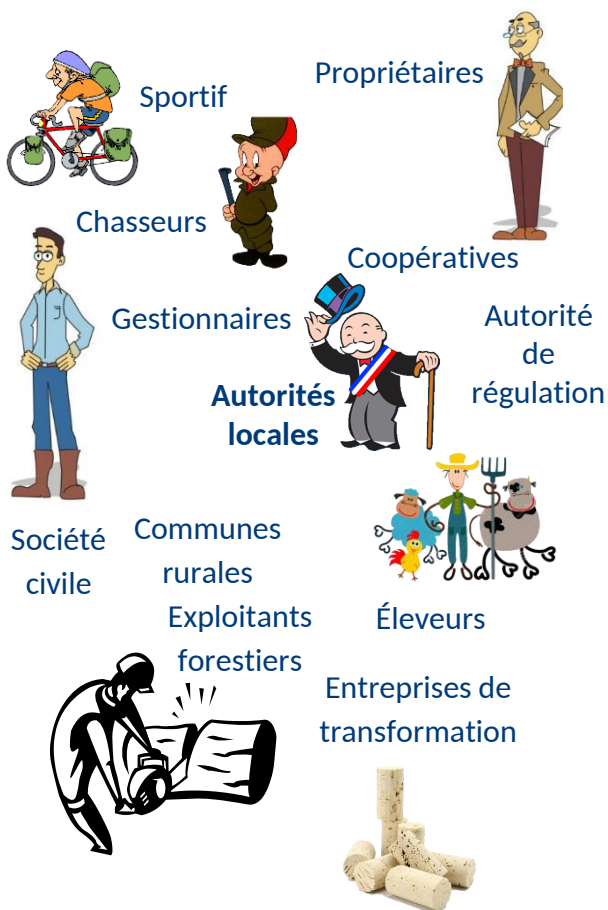 Propriétaires
Sportif
Chasseurs
Coopératives
Gestionnaires
Autorité
de
régulation
Autorités
locales
Société
civile
Communes
rurales
Exploitants
forestiers
Éleveurs
Entreprises de
transformation